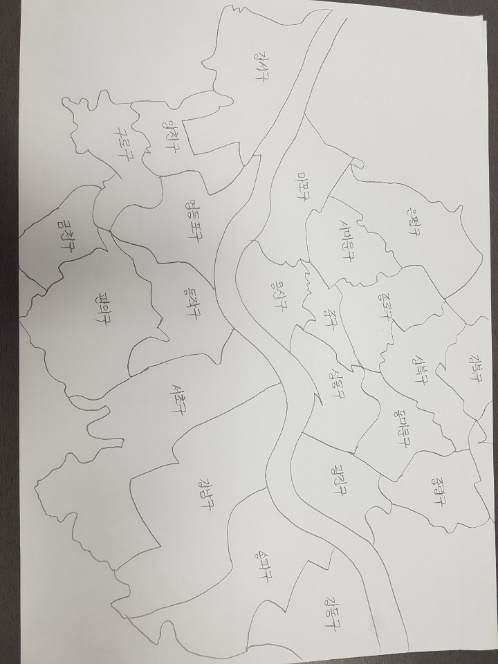 강서구
양천구
구로구
영등포구
금천구
관악구
동작구
서초구
강남구
송파구
강동구
마포구
서대문구
은평구
용산구
중구
종로구
성북구
강북구
성동구
동대문구
광진구
중랑구